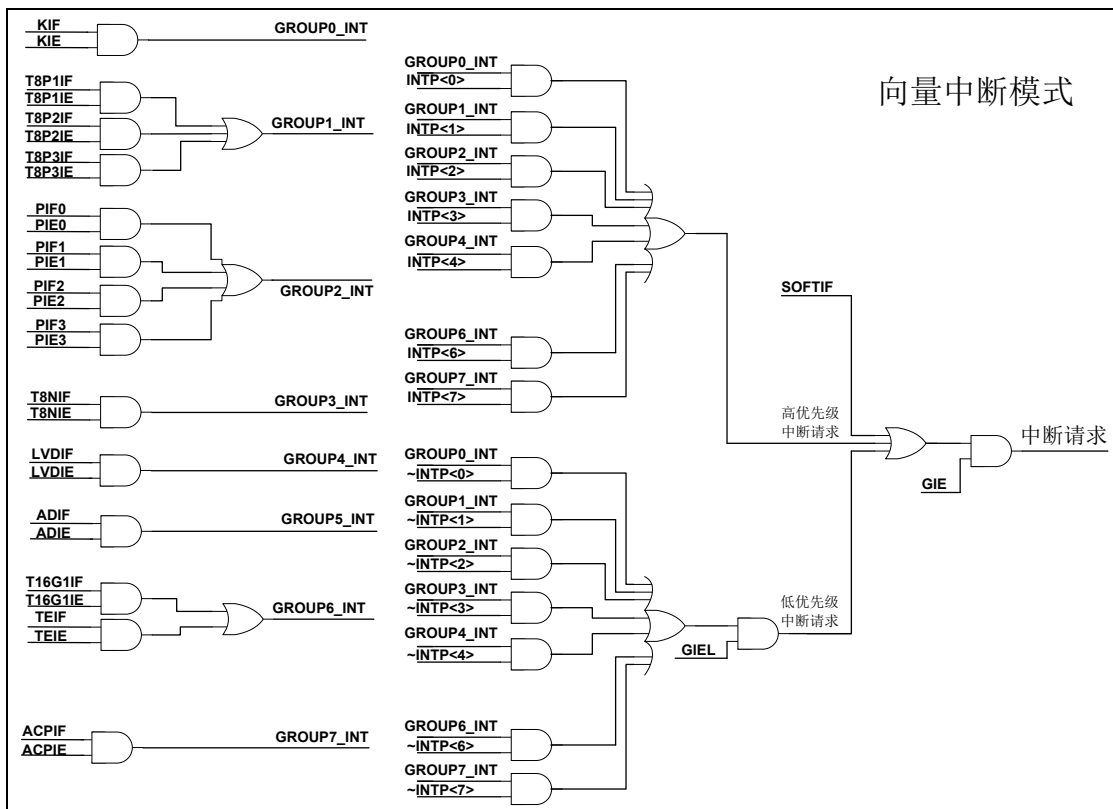 KIF
KIE
GROUP0_INT
T8P1IF
T8P1IE
T8P2IF
T8P2IE
T8P3IF
T8P3IE
GROUP1_INT
PIF0
PIE0
PIF1
PIE1
PIF2
PIE2
PIF3
PIE3
GROUP2_INT
T8NIF
T8NIE
GROUP3_INT
LVDIF
LVDIE
GROUP4_INT
ADIF
ADIE
GROUP5_INT
T16G1IF
T16G1IE
TEIF
TEIE
GROUP6_INT
ACPIF
ACPIE
GROUP7_INT
GROUP0_INT
INTP<0>
GROUP1_INT
INTP<1>
GROUP2_INT
INTP<2>
GROUP3_INT
INTP<3>
GROUP4_INT
INTP<4>
GROUP6_INT
INTP<6>
GROUP7_INT
INTP<7>
GROUP0_INT
~INTP<0>
GROUP1_INT
~INTP<1>
GROUP2_INT
~INTP<2>
GROUP3_INT
~INTP<3>
GROUP4_INT
~INTP<4>
GROUP6_INT
~INTP<6>
GROUP7_INT
~INTP<7>
GIEL
向量中断模式
SOFTIF
高优先级
中断请求
低优先级
中断请求
GIE
中断请求